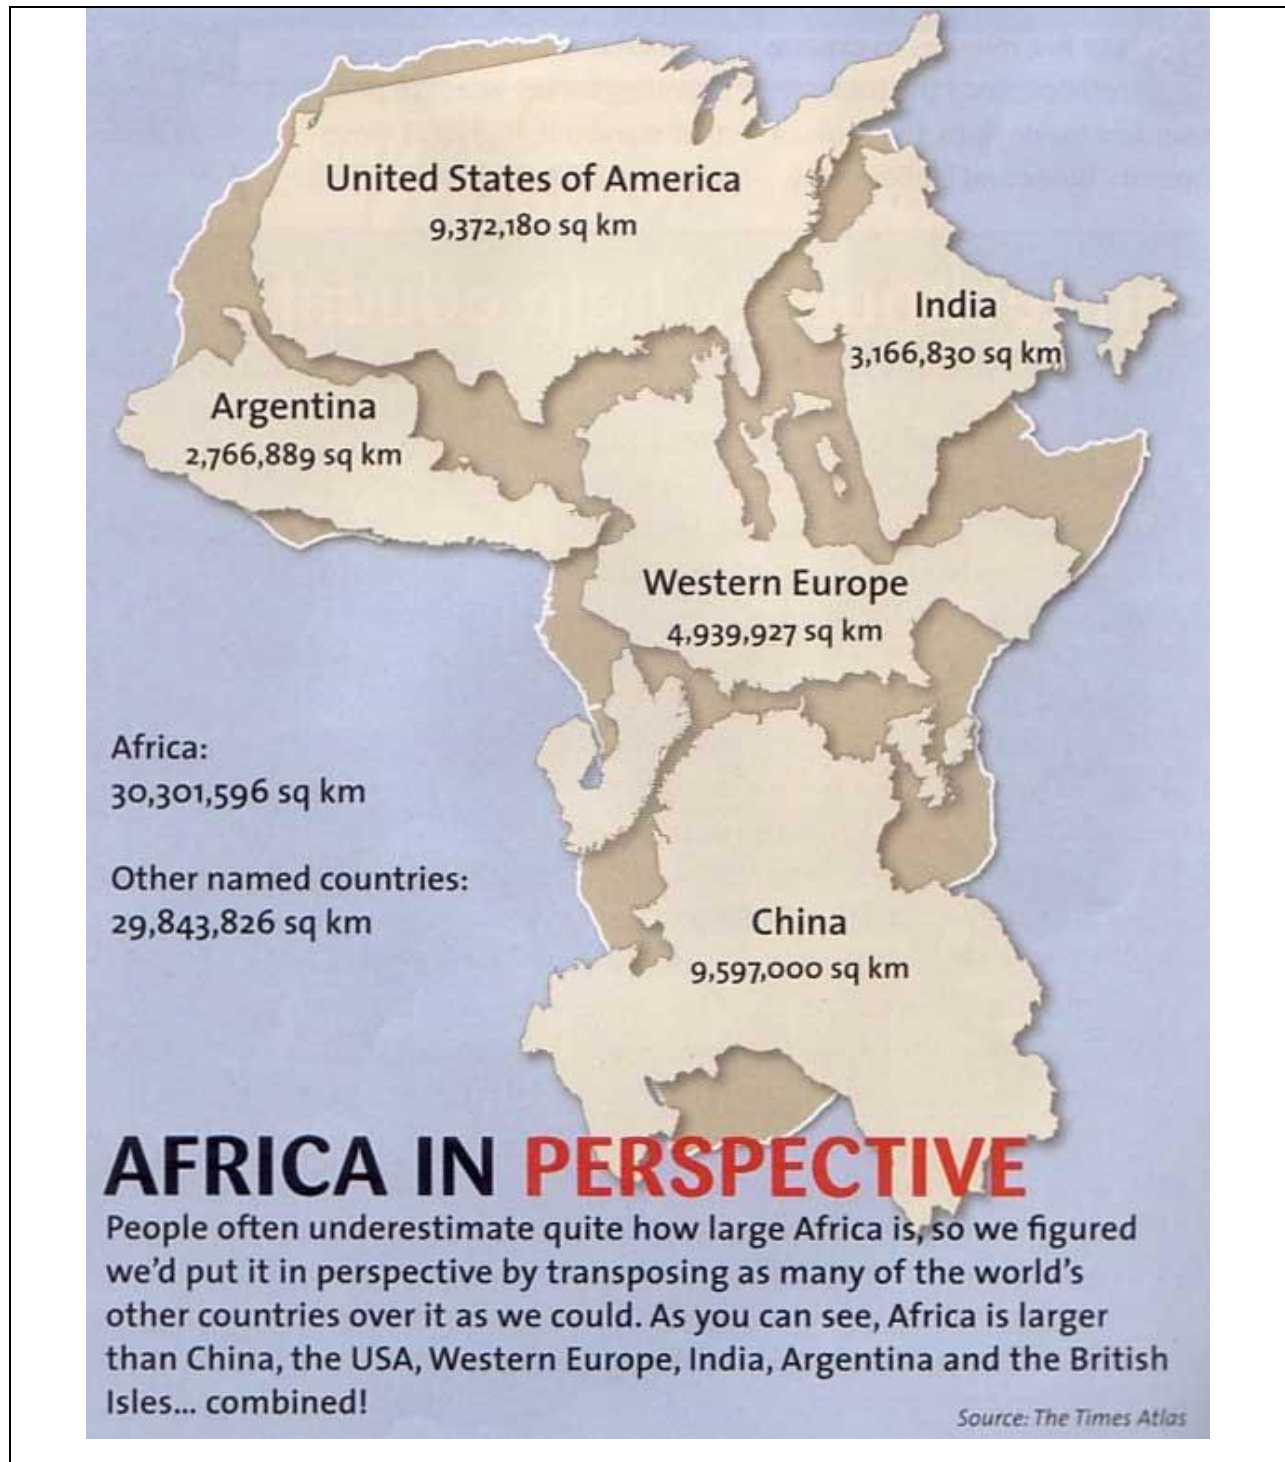 United States of America
9,372,180 sq km
India
3,166,830 sq km
Argentina
2,766,889 sq km
Western Europe
4,939,927 sq km
Africa:
30,301,596 sq km
Other named countries:
29,843,826 sq km
China
9,597,000 sq km
AFRICA IN PERSPECTIVE
People often underestimate quite how large Africa is, so we figured
we'd put it in perspective by transposing as many of the world's
other countries over it as we could. As you can see, Africa is larger
than China, the USA, Western Europe, India, Argentina and the British
Isles... combined!
Source: The Times Atlas